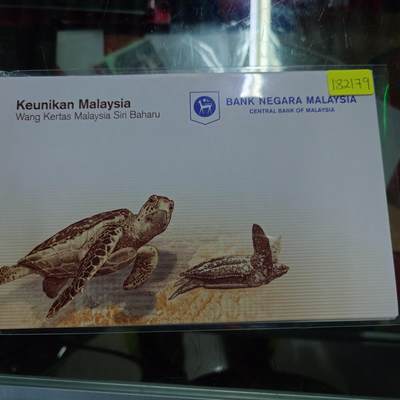 Keunikan Malaysia
Wang Kertas Malaysia Siri Baharu
BANK NEGARA MALAYSIA
CENTRAL BANK OF MALAYSIA
182179